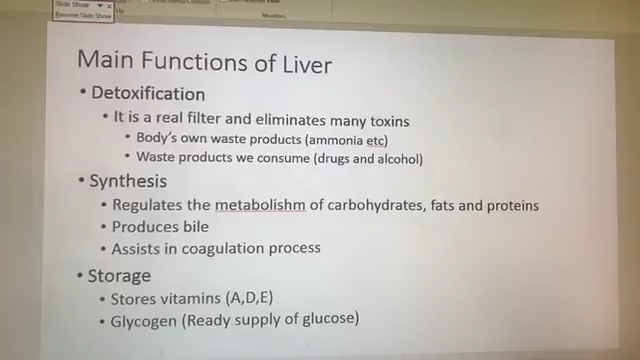 Slide Show
Resume Slide Show
Up
Monitors
Main Functions of Liver
• Detoxification
• It is a real filter and eliminates many toxins
• Body's own waste products (ammonia etc)
• Waste products we consume (drugs and alcohol)
• Synthesis
• Regulates the metabolishm of carbohydrates, fats and proteins
• Produces bile
• Assists in coagulation process
• Storage
• Stores vitamins (A,D,E)
• Glycogen (Ready supply of glucose)